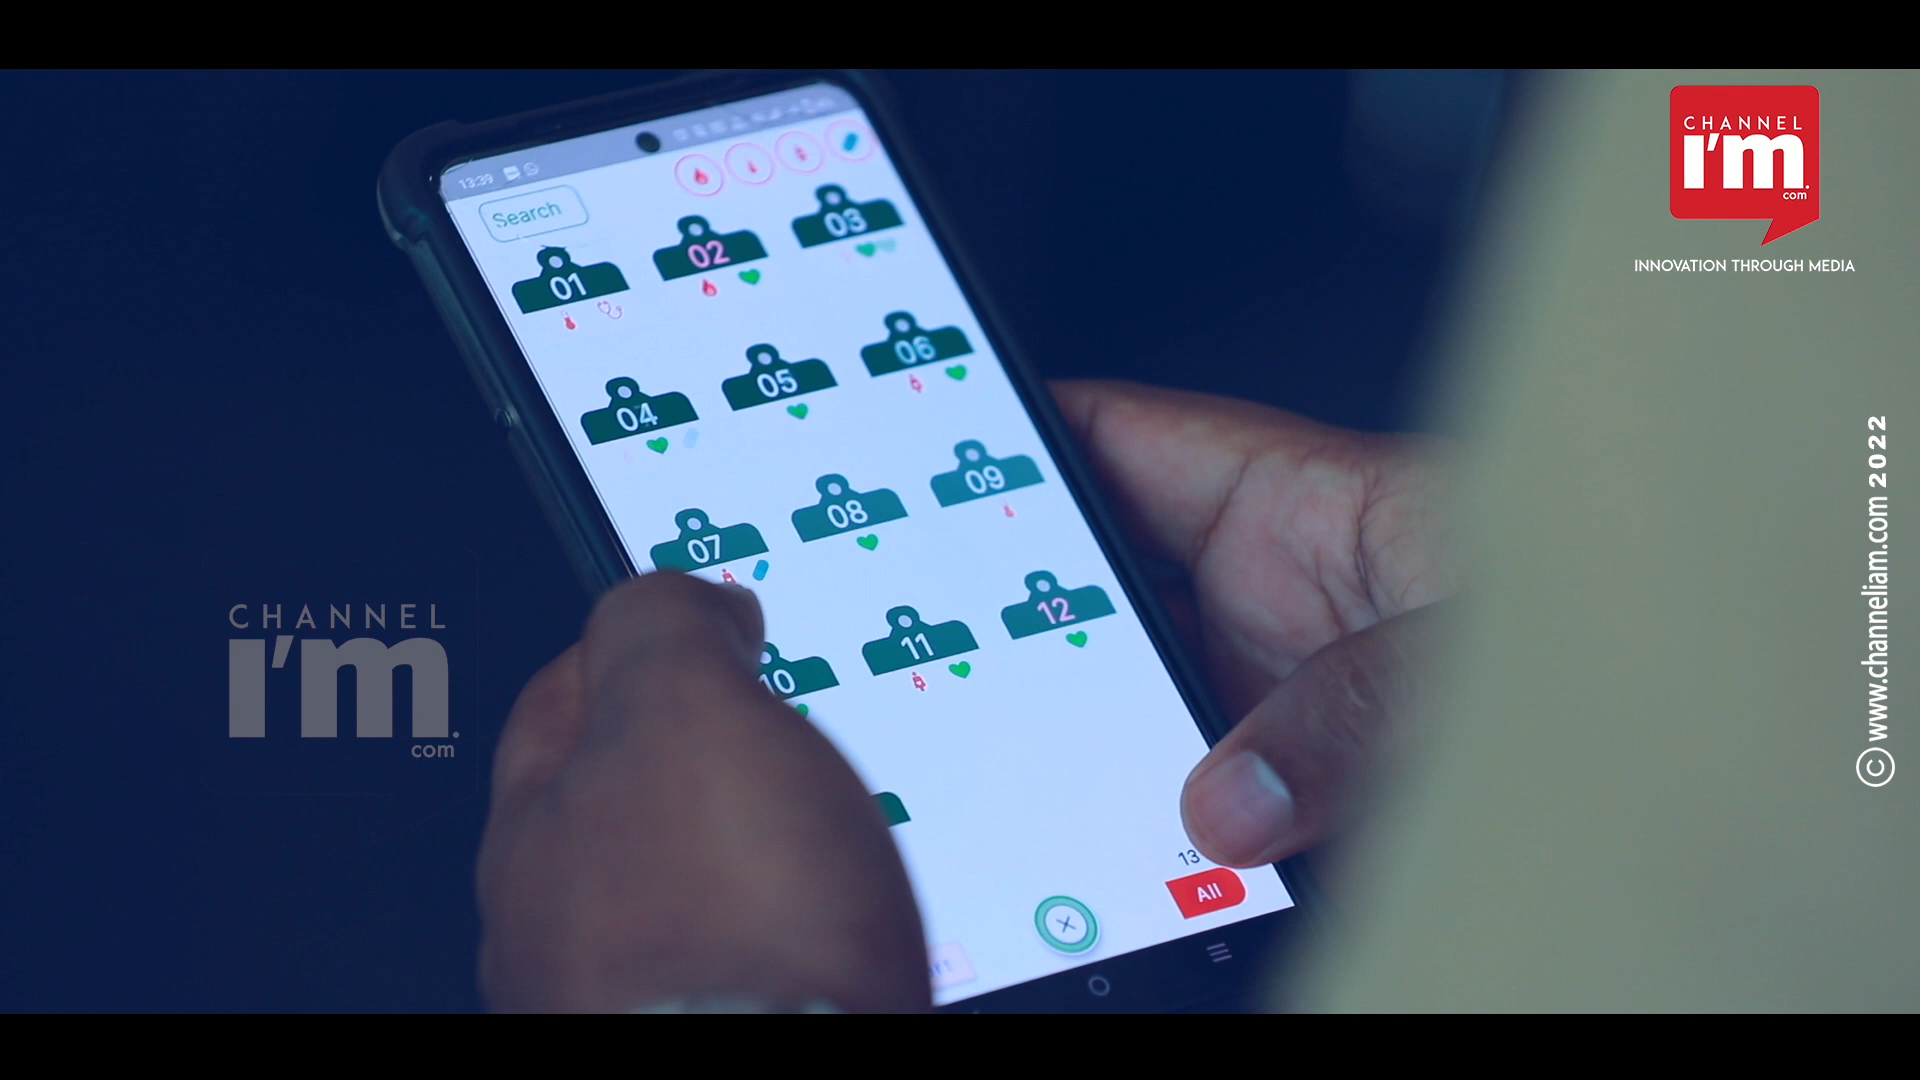 CHANNEL
I'm.
com
INNOVATION THROUGH MEDIA
13:39
Search
01
02
03
04
05
06
07
08
09
10
11
12
13
All
CHANNEL
I'm.
com
© www.channeliam.com 2022